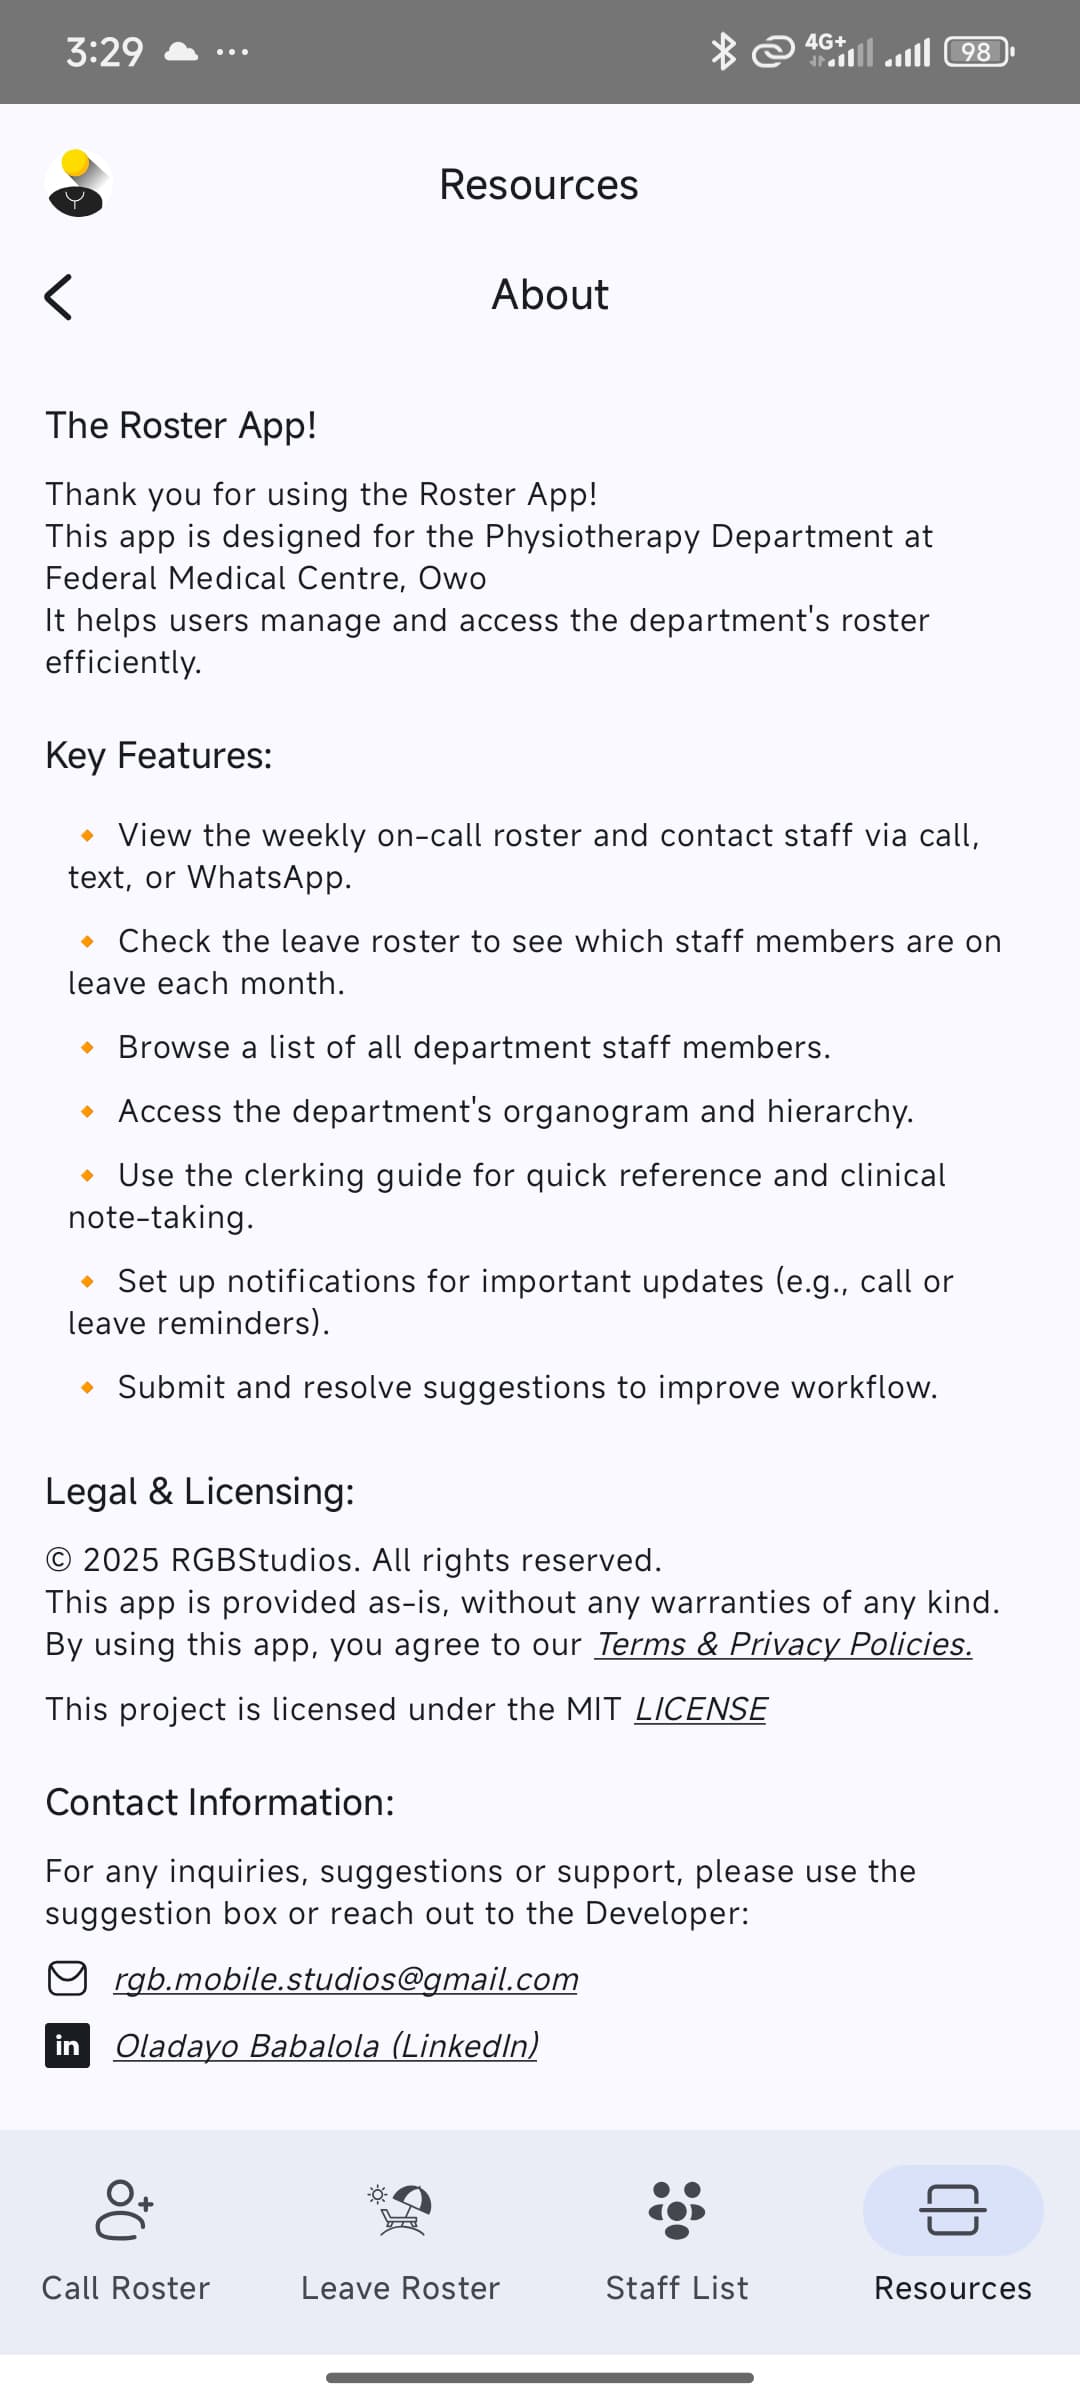 3:29
4G+
98
Resources
About
The Roster App!
Thank you for using the Roster App!
This app is designed for the Physiotherapy Department at
Federal Medical Centre, Owo
It helps users manage and access the department's roster
efficiently.
Key Features:
🔸 View the weekly on-call roster and contact staff via call,
text, or WhatsApp.
🔸 Check the leave roster to see which staff members are on
leave each month.
🔸 Browse a list of all department staff members.
🔸 Access the department's organogram and hierarchy.
🔸 Use the clerking guide for quick reference and clinical
note-taking.
🔸 Set up notifications for important updates (e.g., call or
leave reminders).
🔸 Submit and resolve suggestions to improve workflow.
Legal & Licensing:
© 2025 RGBStudios. All rights reserved.
This app is provided as-is, without any warranties of any kind.
By using this app, you agree to our Terms & Privacy Policies.
This project is licensed under the MIT LICENSE
Contact Information:
For any inquiries, suggestions or support, please use the
suggestion box or reach out to the Developer:
rgb.mobile.studios@gmail.com
in Oladayo Babalola (LinkedIn)
Call Roster
Leave Roster
Staff List
Resources